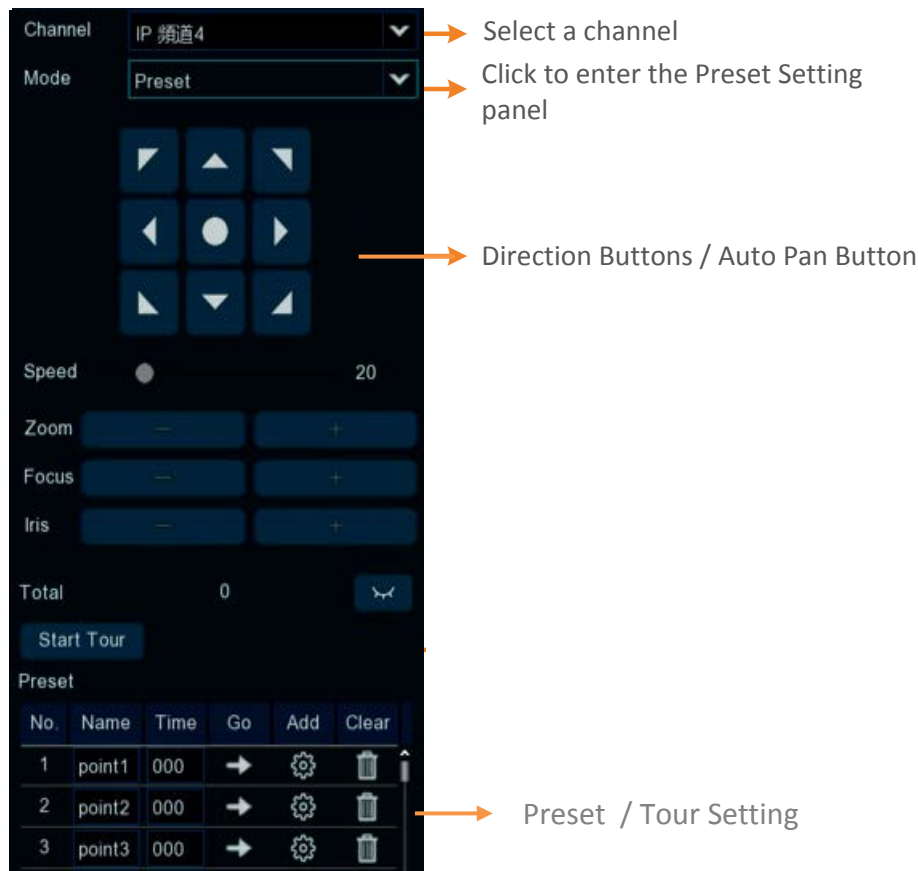 Channel IP 頻道4 Select a channel
Mode Preset Click to enter the Preset Setting
panel
Direction Buttons / Auto Pan Button
Speed 20
Zoom — +
Focus — +
Iris — +
Total 0
Start Tour
Preset
No. Name Time Go Add Clear
1 point1 000
2 point2 000
Preset / Tour Setting
3 point3 000